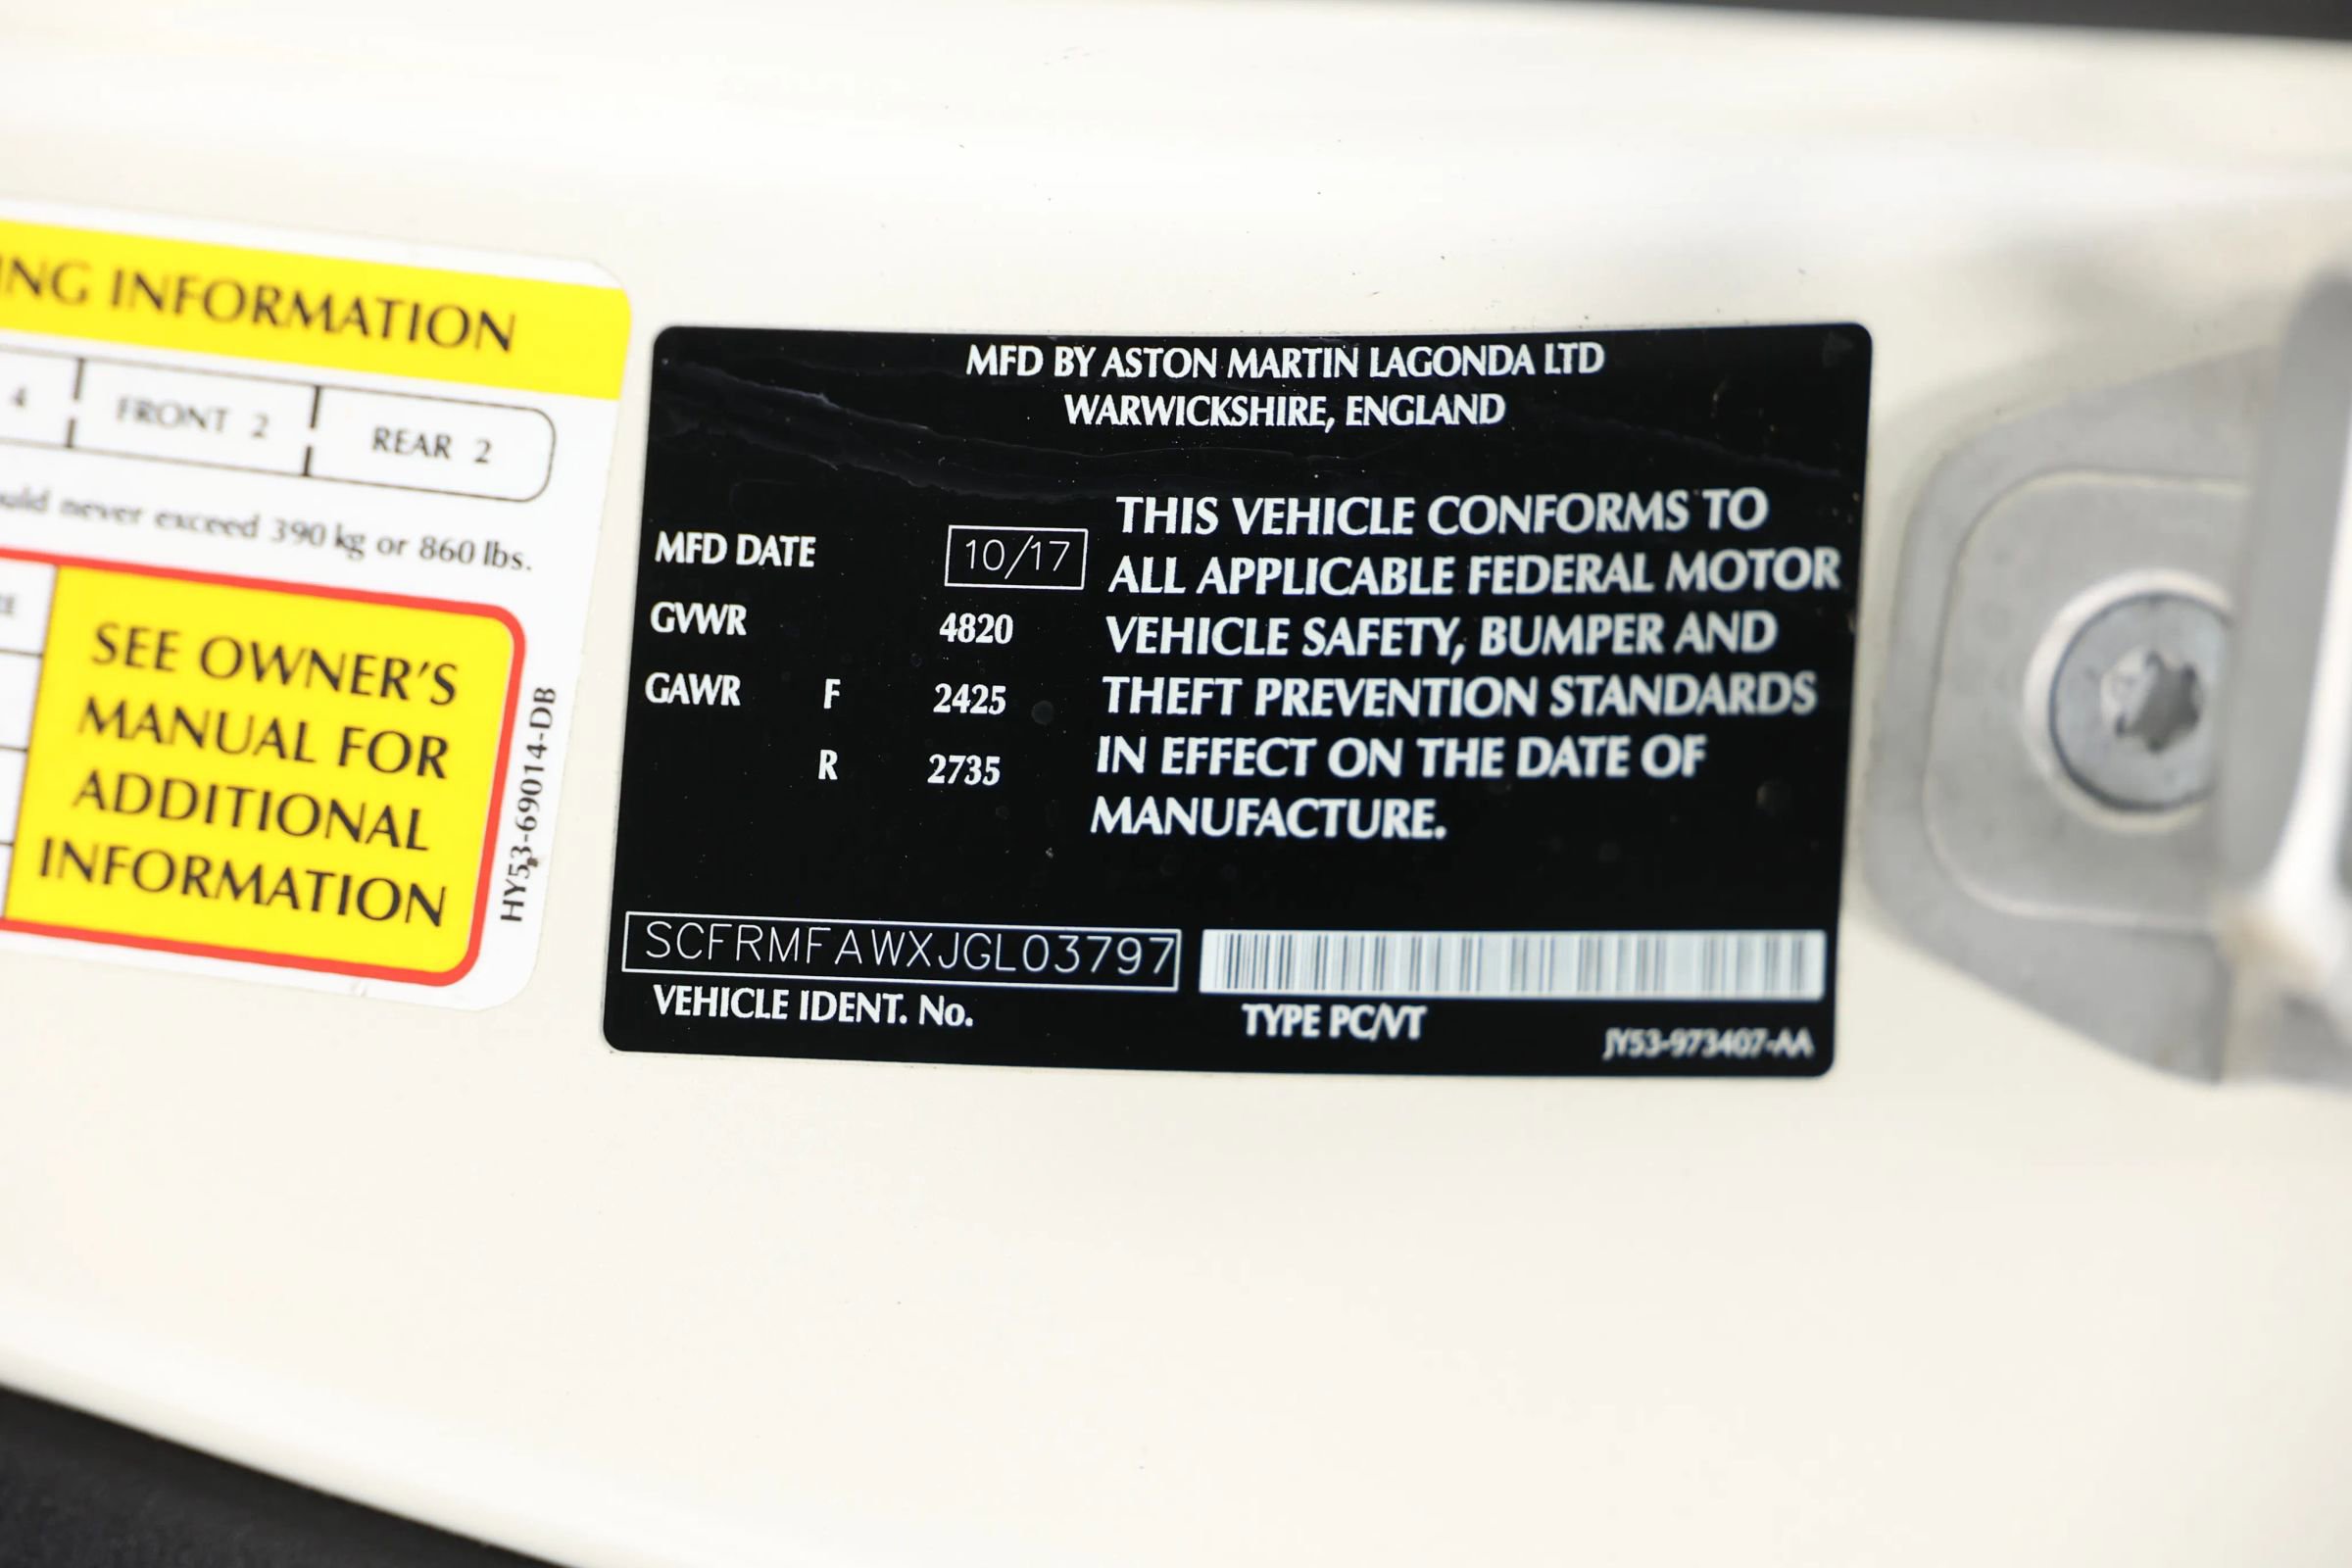 ING INFORMATION
4 FRONT 2 REAR 2
never exceed 390 kg or 860 lbs.
SEE OWNER'S
MANUAL FOR
ADDITIONAL
INFORMATION
HY53-69014-DB
MFD BY ASTON MARTIN LAGONDA LTD
WARWICKSHIRE, ENGLAND
MFD DATE 10/17
GVWR 4820
GAWR F 2425
R 2735
THIS VEHICLE CONFORMS TO
ALL APPLICABLE FEDERAL MOTOR
VEHICLE SAFETY, BUMPER AND
THEFT PREVENTION STANDARDS
IN EFFECT ON THE DATE OF
MANUFACTURE.
SCFRMFAWXJGL03797
VEHICLE IDENT. No.
TYPE PC/VT
JY53-973407-AA